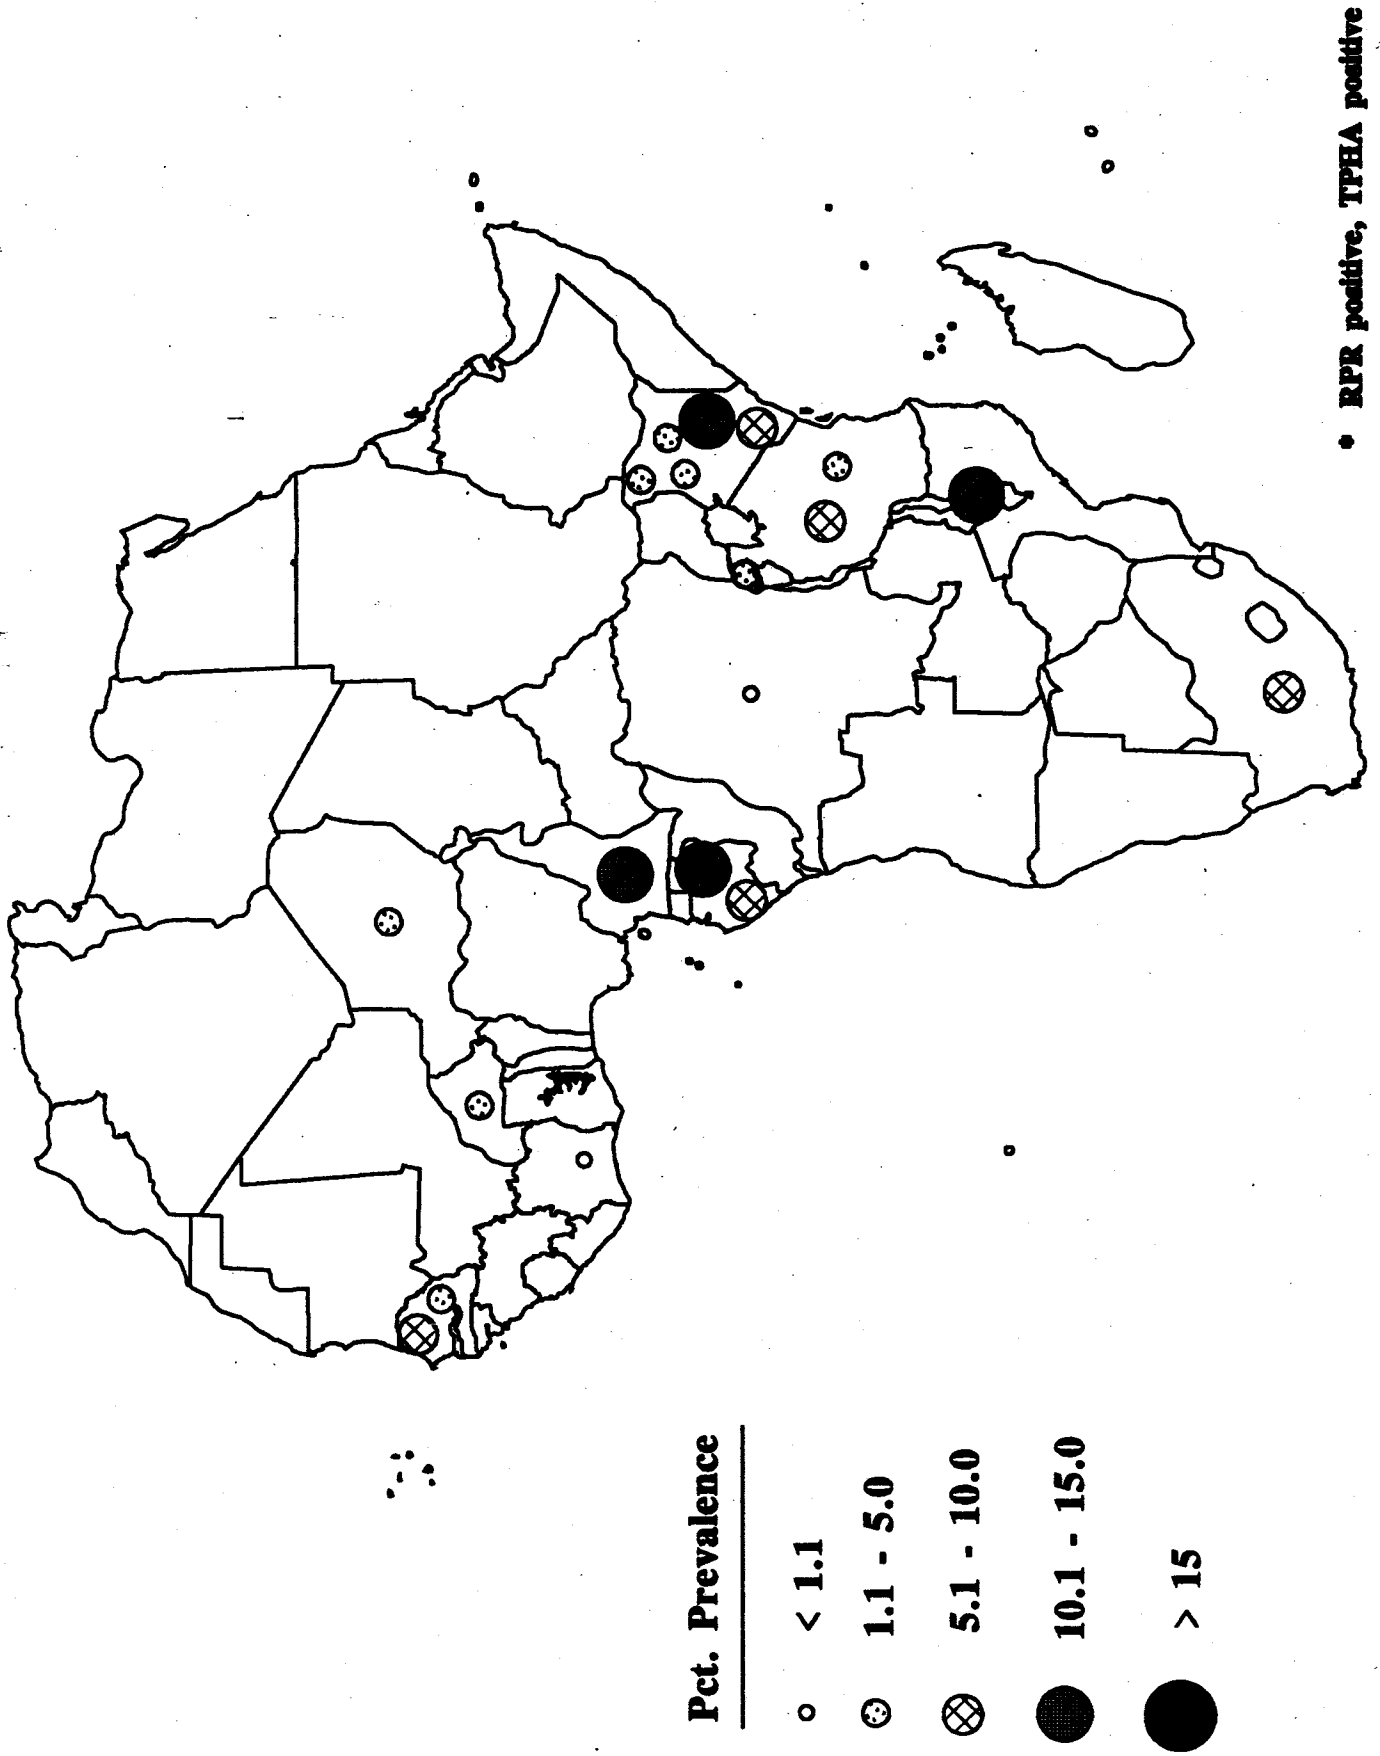 Pct. Prevalence
< 1.1
1.1 - 5.0
5.1 - 10.0
10.1 - 15.0
> 15
* RPR positive, TPHA positive